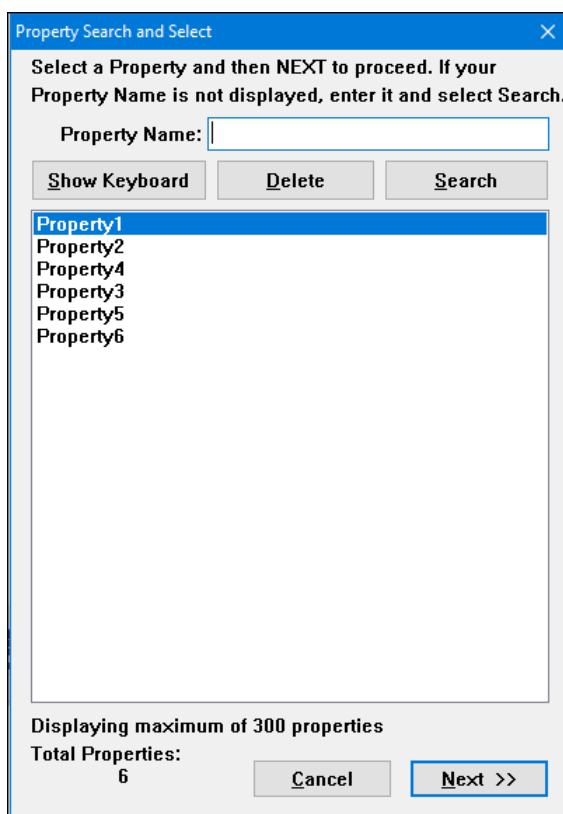 Property Search and Select
Select a Property and then NEXT to proceed. If your
Property Name is not displayed, enter it and select Search.
Property Name:
Show Keyboard Delete Search
Property1
Property2
Property4
Property3
Property5
Property6
Displaying maximum of 300 properties
Total Properties:
6
Cancel Next >>